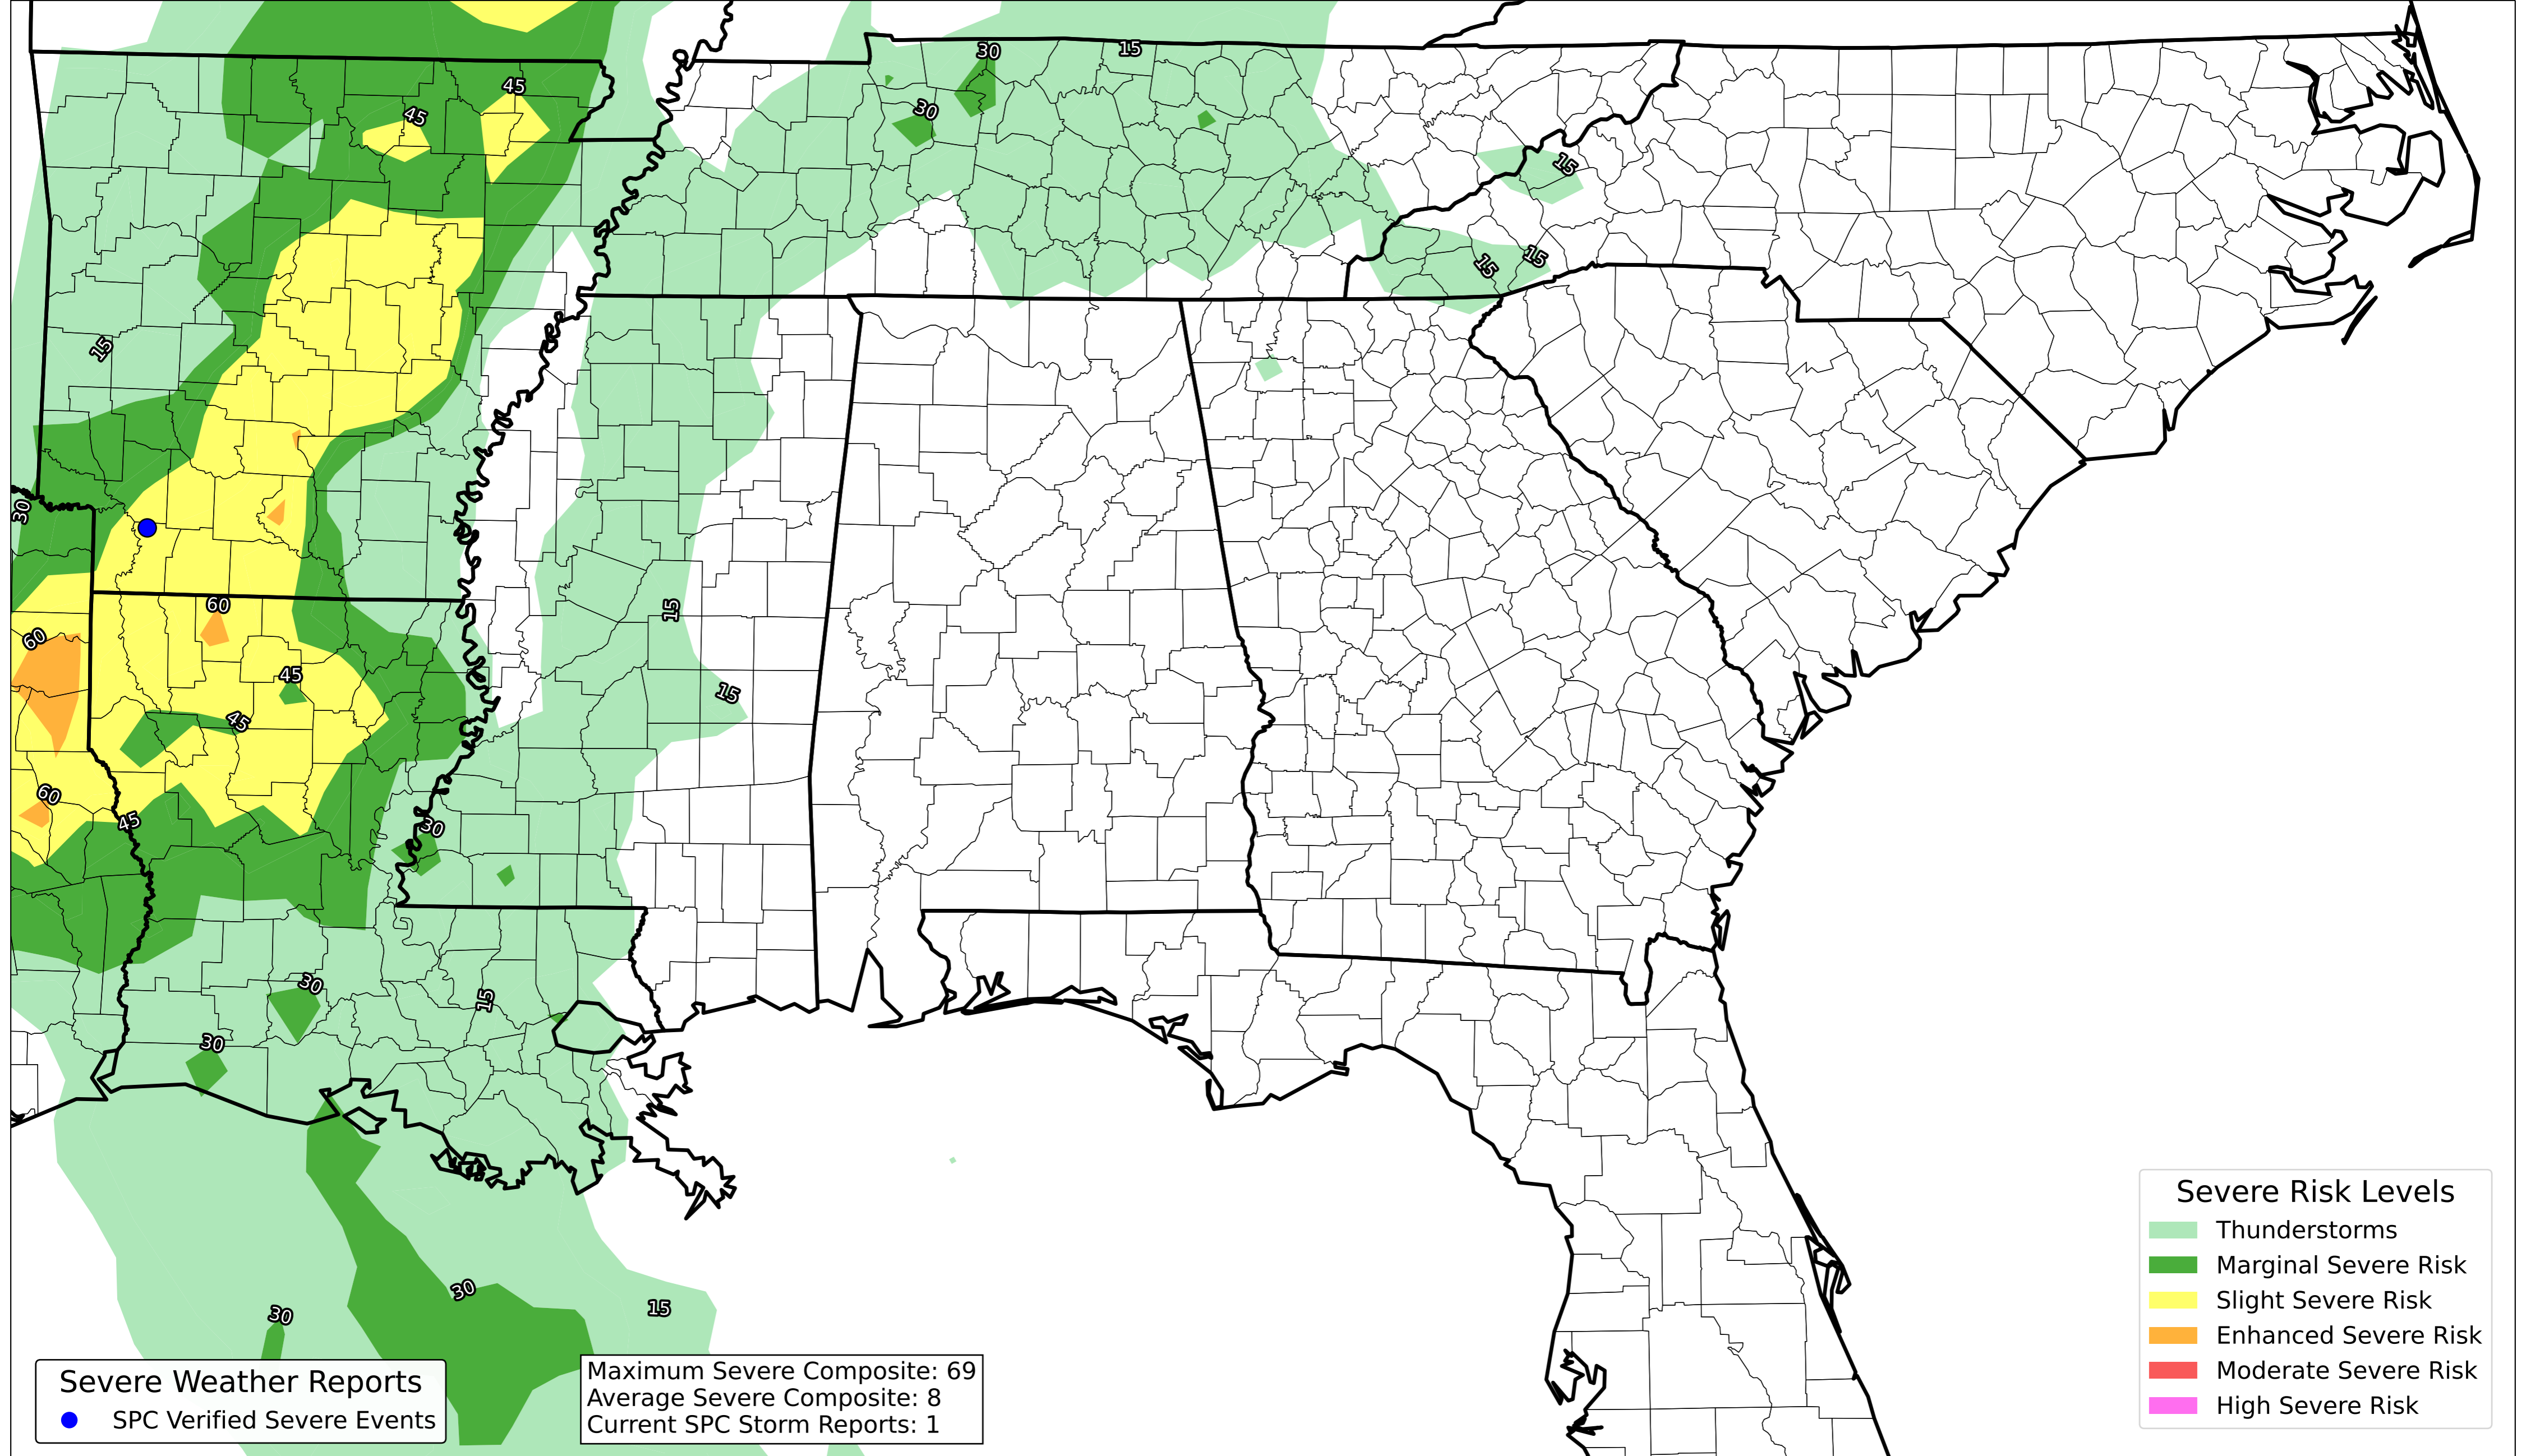 30
15
45
45
30
15
15
15
15
30
60
15
60
45
15
45
60
45
30
30
15
30
30
30
15
Severe Risk Levels
Thunderstorms
Marginal Severe Risk
Slight Severe Risk
Enhanced Severe Risk
Moderate Severe Risk
High Severe Risk
Severe Weather Reports
SPC Verified Severe Events
Maximum Severe Composite: 69
Average Severe Composite: 8
Current SPC Storm Reports: 1